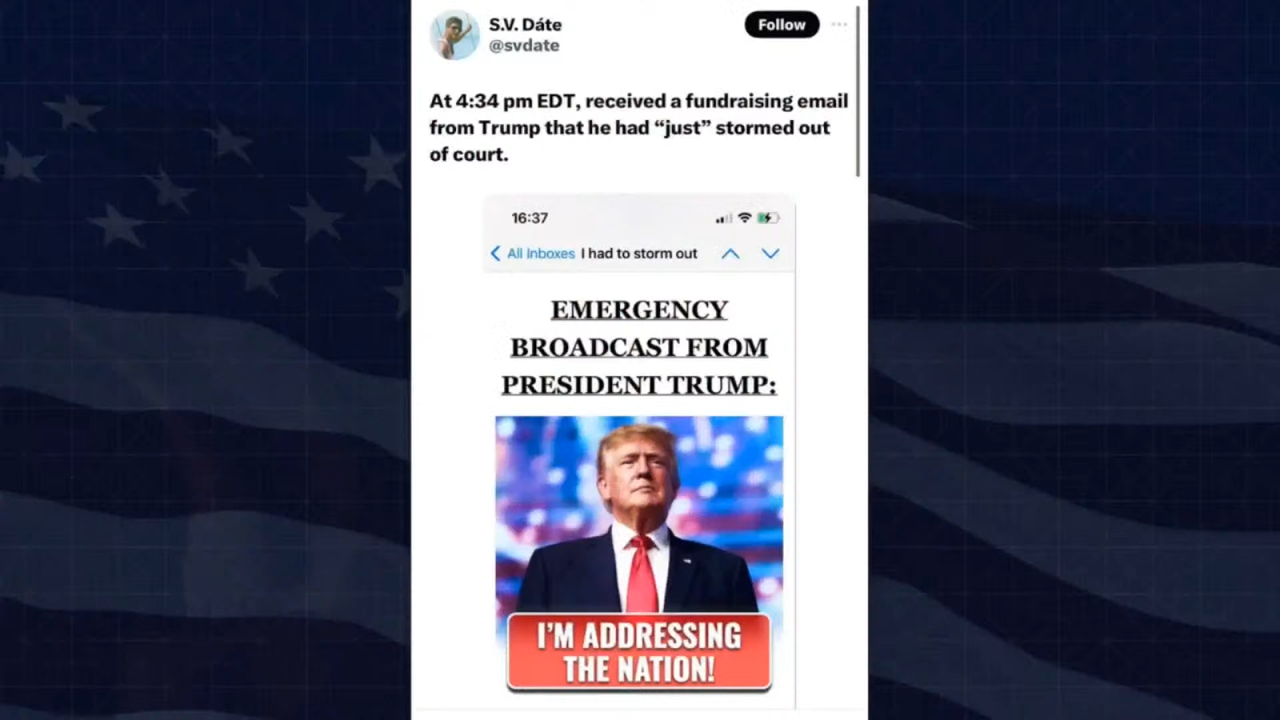 S.V. Dáte
Follow
@svdate
At 4:34 pm EDT, received a fundraising email
from Trump that he had “just” stormed out
of court.
16:37
All Inboxes I had to storm out
EMERGENCY
BROADCAST FROM
PRESIDENT TRUMP:
I'M ADDRESSING
THE NATION!